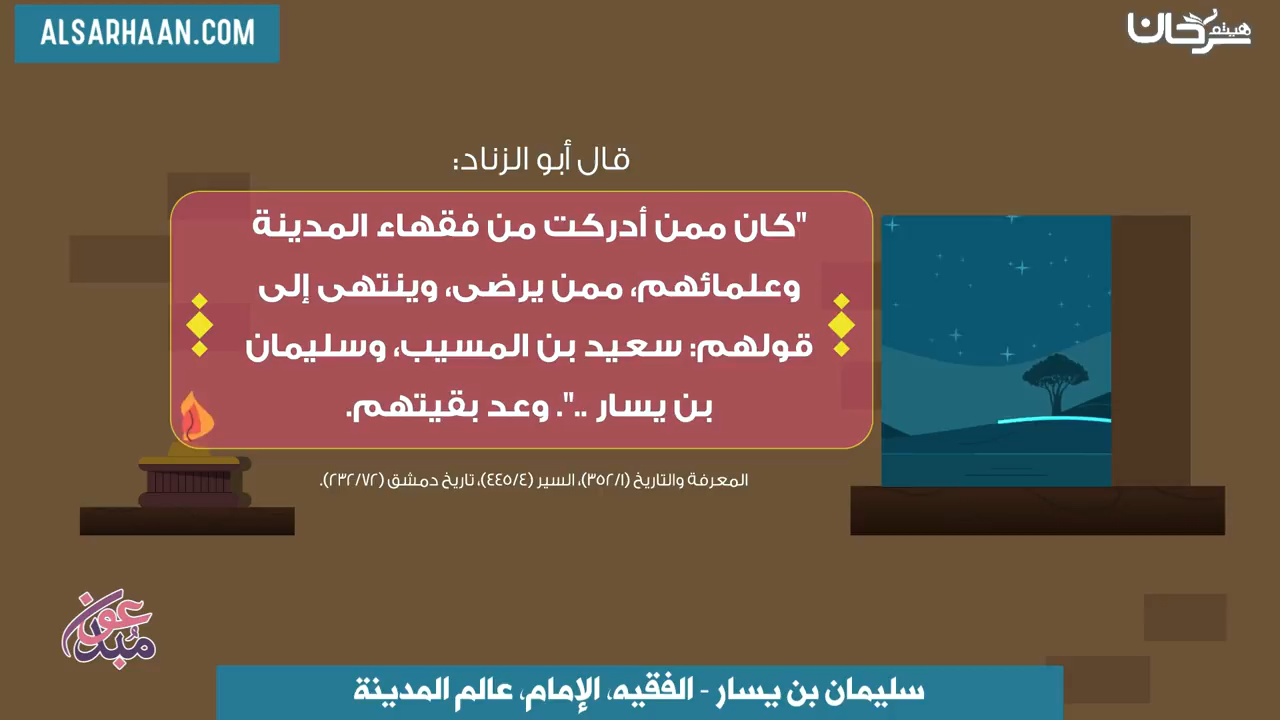 ALSARHAAN.COM
هيثم سرحان
قال أبو الزناد:
"كان ممن أدركت من فقهاء المدينة
وعلمائهم، ممن يرضى، وينتهى إلى
قولهم: سعيد بن المسيب، وسليمان
بن يسار ..". وعد بقيتهم.
المعرفة والتاريخ (٣٥٢/١)، السير (٤٤٥/٤)، تاريخ دمشق (٢٣٢/٧٢).
مُبدعون
سليمان بن يسار - الفقيه، الإمام، عالم المدينة